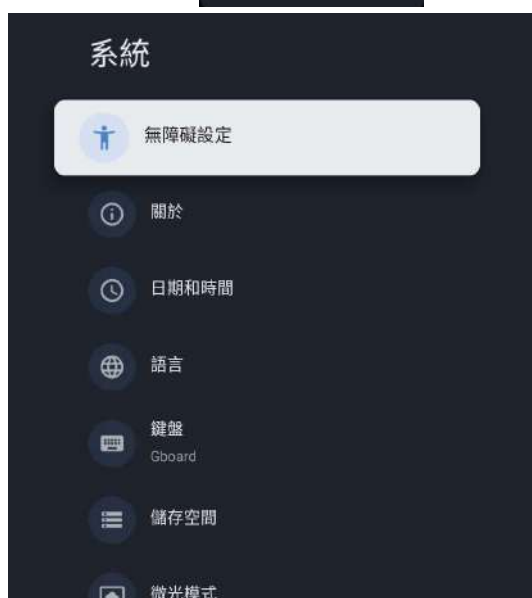 系統
無障礙設定
關於
日期和時間
語言
鍵盤
Gboard
儲存空間
微光模式